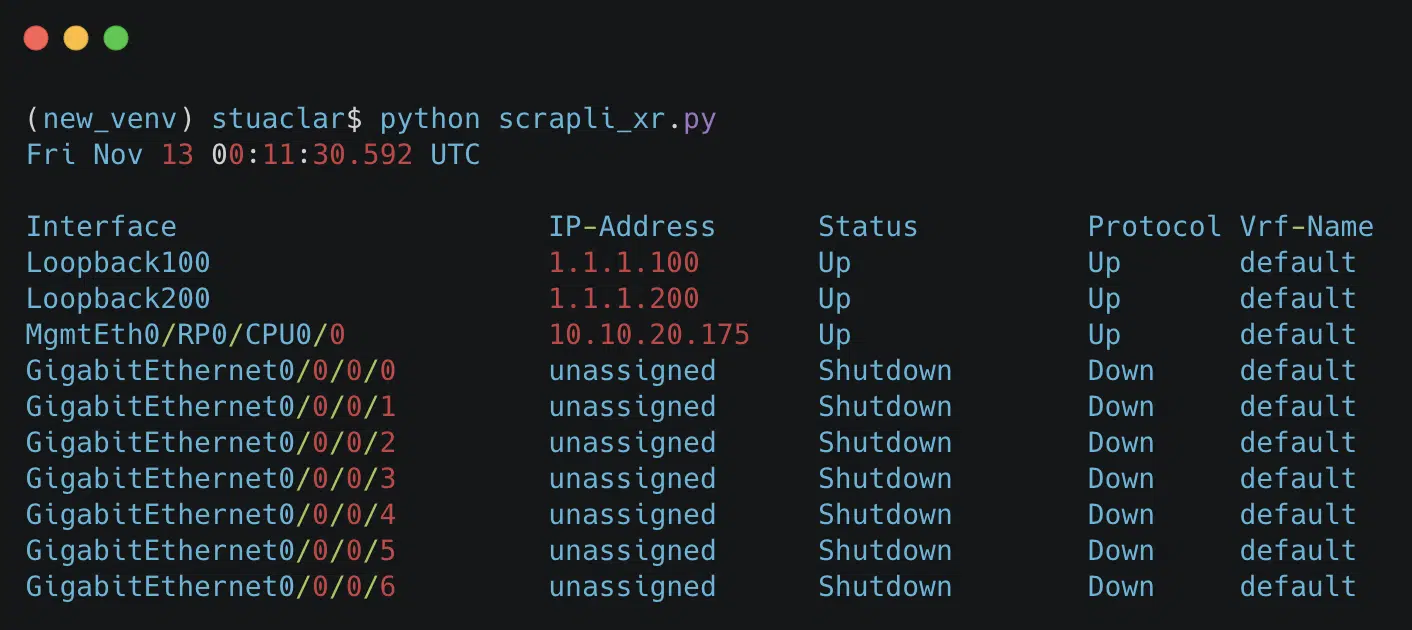 (new_venv) stuaclar$ python scrapli_xr.py
Fri Nov 13 00:11:30.592 UTC
Interface IP-Address Status Protocol Vrf-Name
Loopback100 1.1.1.100 Up Up default
Loopback200 1.1.1.200 Up Up default
MgmtEth0/RP0/CPU0/0 10.10.20.175 Up Up default
GigabitEthernet0/0/0/0 unassigned Shutdown Down default
GigabitEthernet0/0/0/1 unassigned Shutdown Down default
GigabitEthernet0/0/0/2 unassigned Shutdown Down default
GigabitEthernet0/0/0/3 unassigned Shutdown Down default
GigabitEthernet0/0/0/4 unassigned Shutdown Down default
GigabitEthernet0/0/0/5 unassigned Shutdown Down default
GigabitEthernet0/0/0/6 unassigned Shutdown Down default